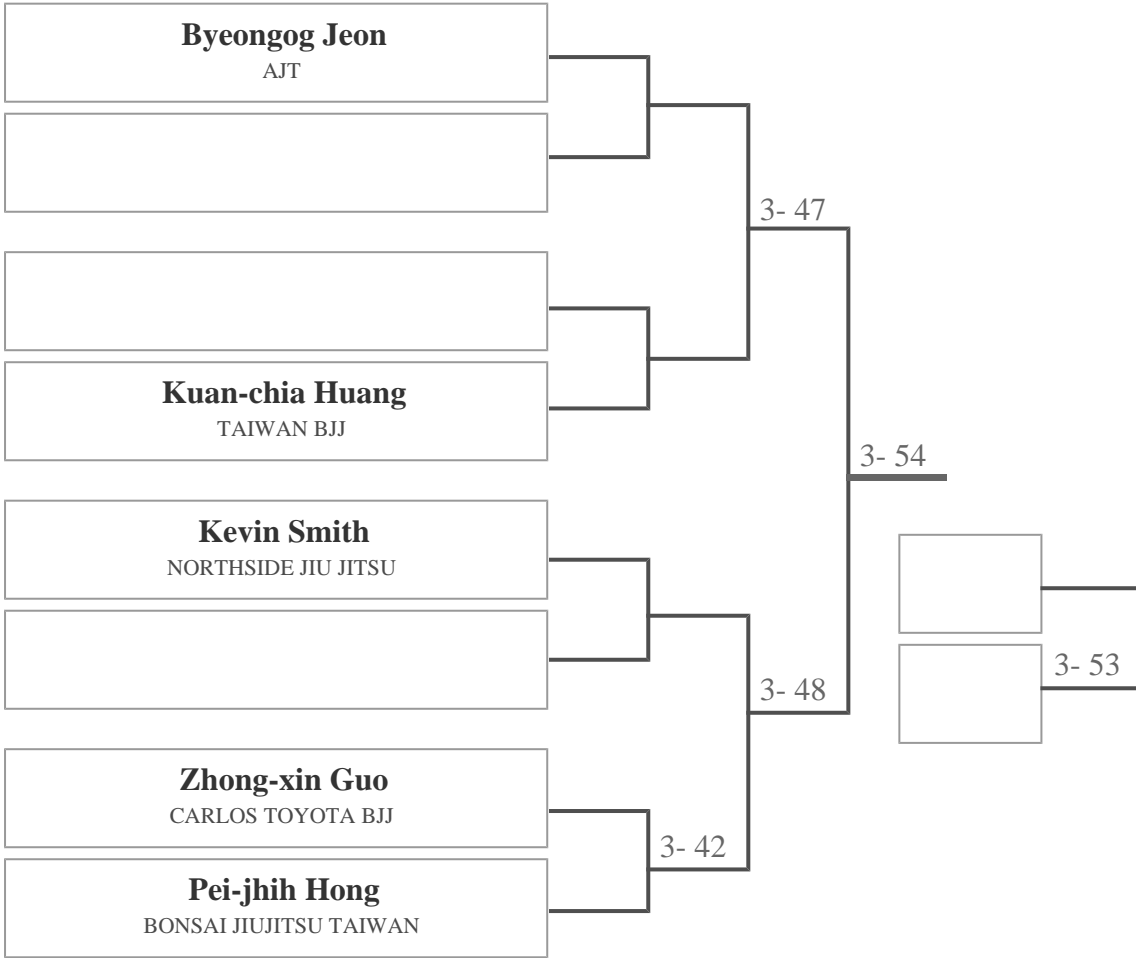 Byeongog Jeon
AJT
3- 47
Kuan-chia Huang
TAIWAN BJJ
3- 54
Kevin Smith
NORTHSIDE JIU JITSU
3- 53
3- 48
Zhong-xin Guo
CARLOS TOYOTA BJJ
3- 42
Pei-jhih Hong
BONSAI JIUJITSU TAIWAN